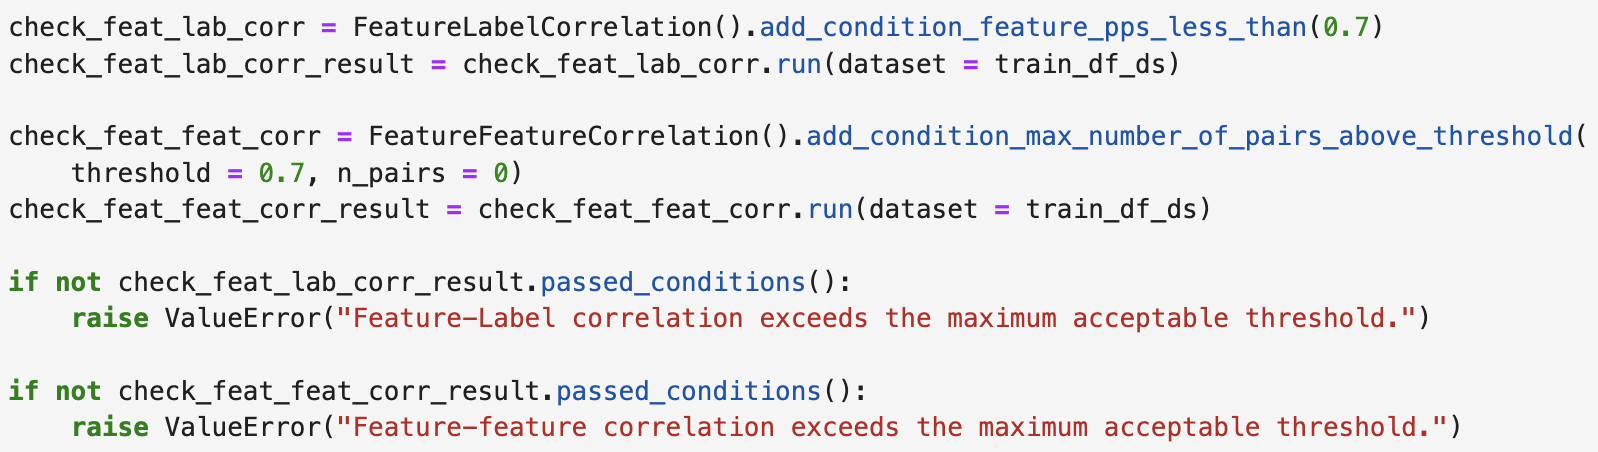 check_feat_lab_corr = FeatureLabelCorrelation().add_condition_feature_pps_less_than(0.7)
check_feat_lab_corr_result = check_feat_lab_corr.run(dataset = train_df_ds)

check_feat_feat_corr = FeatureFeatureCorrelation().add_condition_max_number_of_pairs_above_threshold(
    threshold = 0.7, n_pairs = 0)
check_feat_feat_corr_result = check_feat_feat_corr.run(dataset = train_df_ds)

if not check_feat_lab_corr_result.passed_conditions():
    raise ValueError("Feature-Label correlation exceeds the maximum acceptable threshold.")

if not check_feat_feat_corr_result.passed_conditions():
    raise ValueError("Feature-feature correlation exceeds the maximum acceptable threshold.")